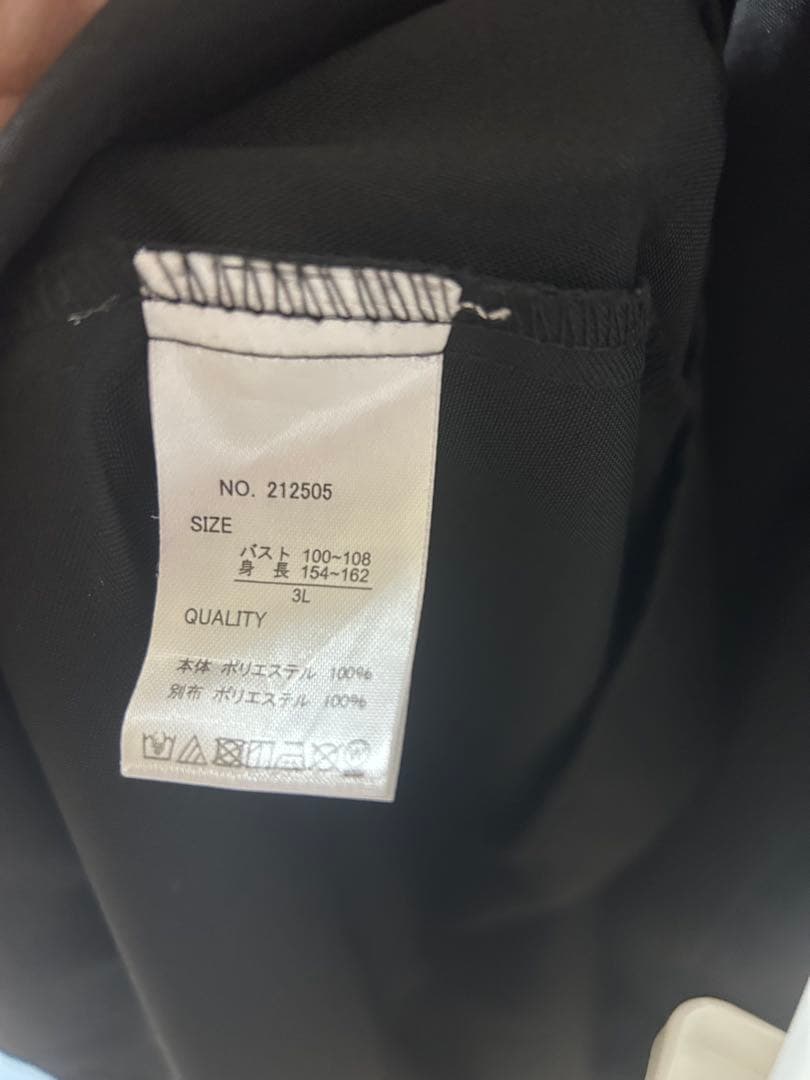 NO. 212505
SIZE
バスト 100~108
身 長 154~162
3L
QUALITY
本体 ポリエステル 100%
別布 ポリエステル 100%